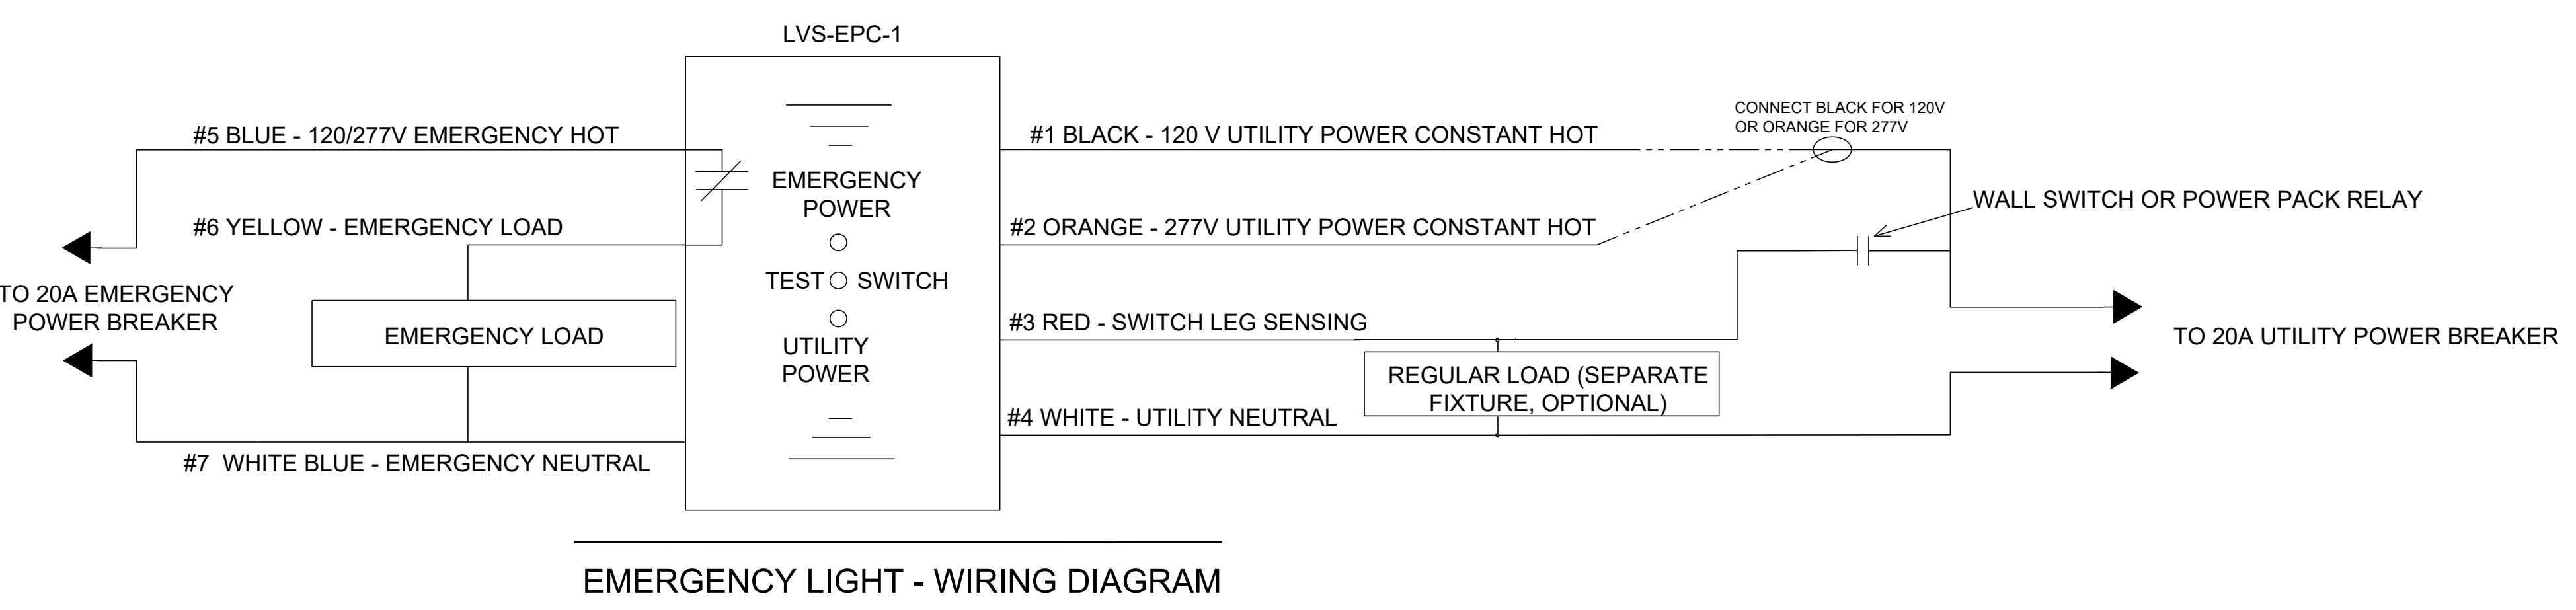 LVS-EPC-1
#5 BLUE - 120/277V EMERGENCY HOT
#6 YELLOW - EMERGENCY LOAD
TO 20A EMERGENCY
POWER BREAKER
EMERGENCY LOAD
#7 WHITE BLUE - EMERGENCY NEUTRAL
EMERGENCY
POWER
TEST SWITCH
UTILITY
POWER
#1 BLACK - 120 V UTILITY POWER CONSTANT HOT
#2 ORANGE - 277V UTILITY POWER CONSTANT HOT
#3 RED - SWITCH LEG SENSING
#4 WHITE - UTILITY NEUTRAL
CONNECT BLACK FOR 120V
OR ORANGE FOR 277V
WALL SWITCH OR POWER PACK RELAY
REGULAR LOAD (SEPARATE
FIXTURE, OPTIONAL)
TO 20A UTILITY POWER BREAKER
EMERGENCY LIGHT - WIRING DIAGRAM